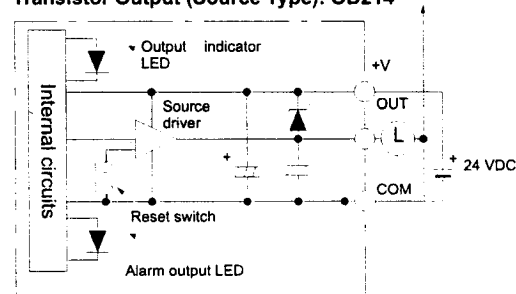 Transistor Output (Source Type): OD214
Output indicator
LED
+V
OUT
Source
driver
Internal circuits
+
L
+
24 VDC
COM
Reset switch
Alarm output LED